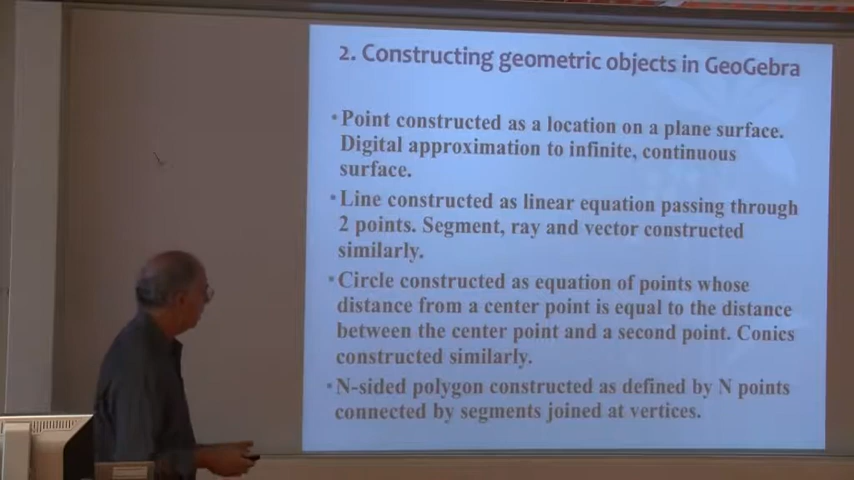 2. Constructing geometric objects in GeoGebra
• Point constructed as a location on a plane surface.
Digital approximation to infinite, continuous
surface.
• Line constructed as linear equation passing through
2 points. Segment, ray and vector constructed
similarly.
• Circle constructed as equation of points whose
distance from a center point is equal to the distance
between the center point and a second point. Conics
constructed similarly.
• N-sided polygon constructed as defined by N points
connected by segments joined at vertices.